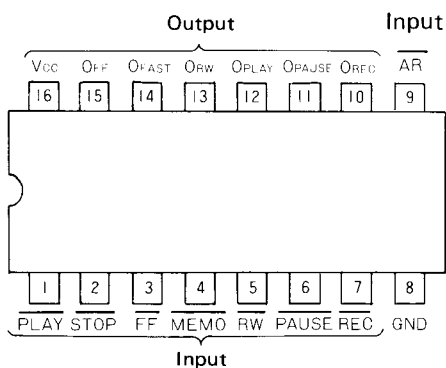 Output Input
VCC OFF OFAST ORW OPLAY OPAUSE OREC AR
16 15 14 13 12 11 10 9
1 2 3 4 5 6 7 8
PLAY STOP FF MEMO RW PAUSE REC GND
Input